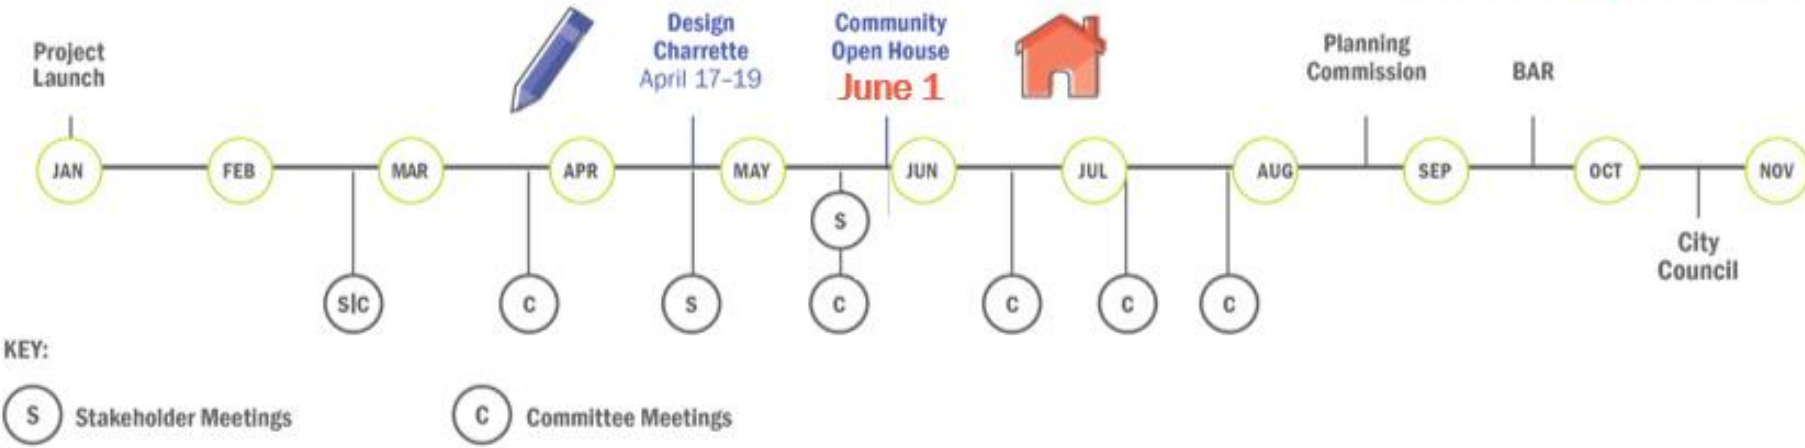 Project
Launch
Design
Charrette
April 17–19
Community
Open House
June 1
Planning
Commission
BAR
JAN
FEB
MAR
APR
MAY
JUN
JUL
AUG
SEP
OCT
NOV
S
City
Council
S|C
C
S
C
C
C
C
KEY:
S Stakeholder Meetings
C Committee Meetings